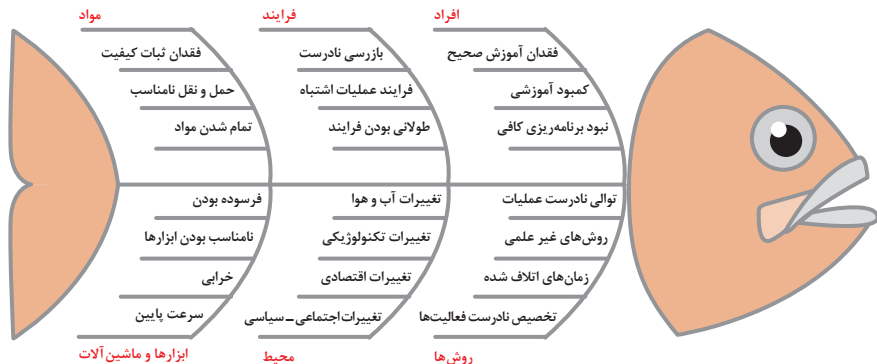 افراد
فقدان آموزش صحیح
کمبود آموزشی
نبود برنامه‌ریزی کافی
فرایند
بازرسی نادرست
فرایند عملیات اشتباه
طولانی بودن فرایند
مواد
فقدان ثبات کیفیت
حمل و نقل نامناسب
تمام شدن مواد
توالی نادرست عملیات
روش‌های غیر علمی
زمان‌های اتلاف شده
تخصیص نادرست فعالیت‌ها
روش‌ها
تغییرات آب و هوا
تغییرات تکنولوژیکی
تغییرات اقتصادی
تغییرات اجتماعی ـ سیاسی
محیط
فرسوده بودن
نامناسب بودن ابزارها
خرابی
سرعت پایین
ابزارها و ماشین آلات